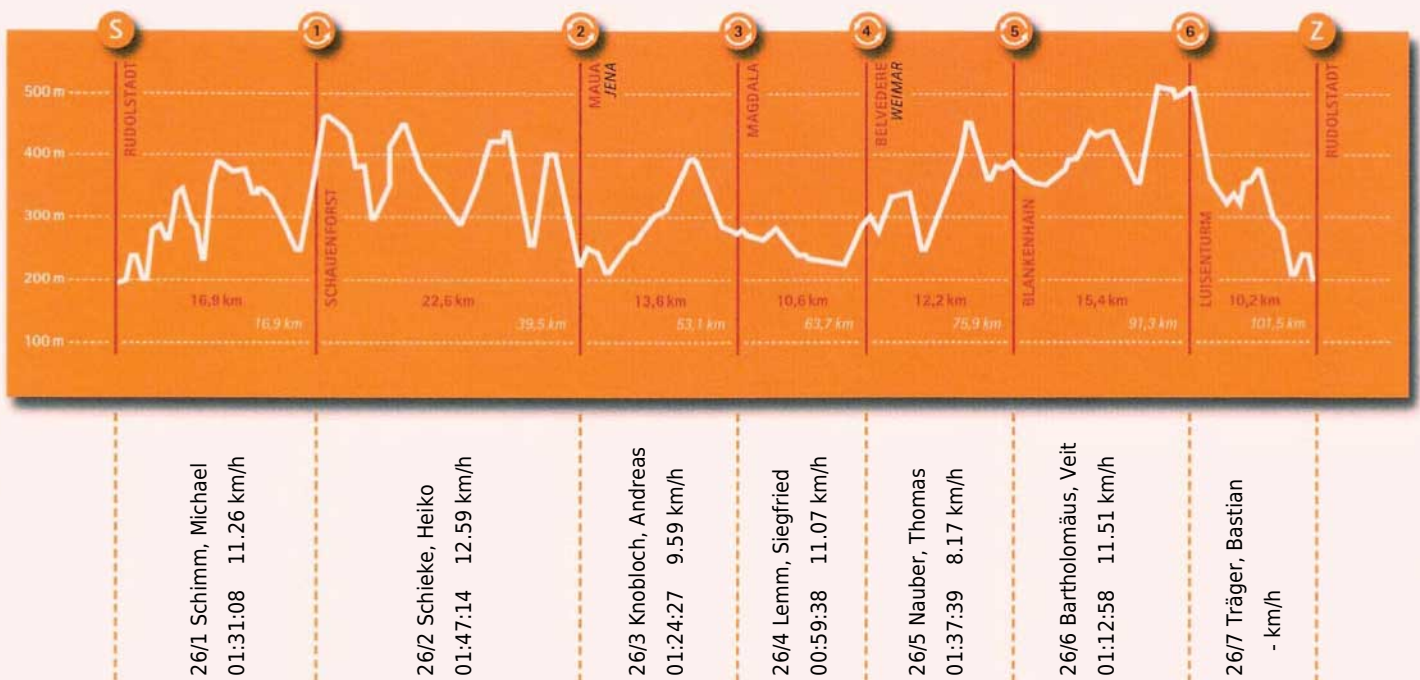 S
1
2
3
4
5
6
Z
500 m
400 m
300 m
200 m
100 m
RUDOLSTADT
SCHAUENFORST
MAUA
JENA
MAGDALA
BELVEDERE
WEIMAR
BLANKENHAIN
LUISENTURM
RUDOLSTADT
16,9 km
22,6 km
13,6 km
10,6 km
12,2 km
15,4 km
10,2 km
16,9 km
39,5 km
53,1 km
63,7 km
75,9 km
91,3 km
101,5 km
26/1 Schimm, Michael
01:31:08 11.26 km/h
26/2 Schieke, Heiko
01:47:14 12.59 km/h
26/3 Knobloch, Andreas
01:24:27 9.59 km/h
26/4 Lemm, Siegfried
00:59:38 11.07 km/h
26/5 Nauber, Thomas
01:37:39 8.17 km/h
26/6 Bartholomäus, Veit
01:12:58 11.51 km/h
26/7 Träger, Bastian
- km/h